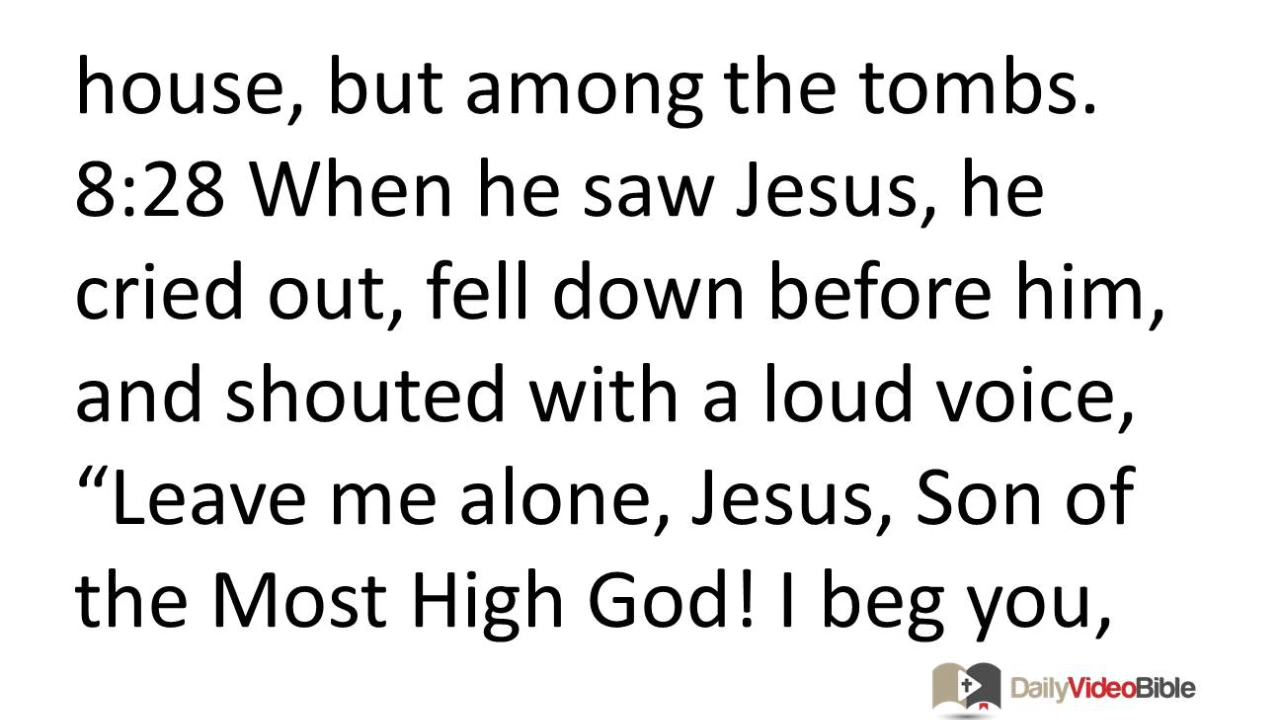 house, but among the tombs.
8:28 When he saw Jesus, he
cried out, fell down before him,
and shouted with a loud voice,
“Leave me alone, Jesus, Son of
the Most High God! I beg you,
DailyVideoBible